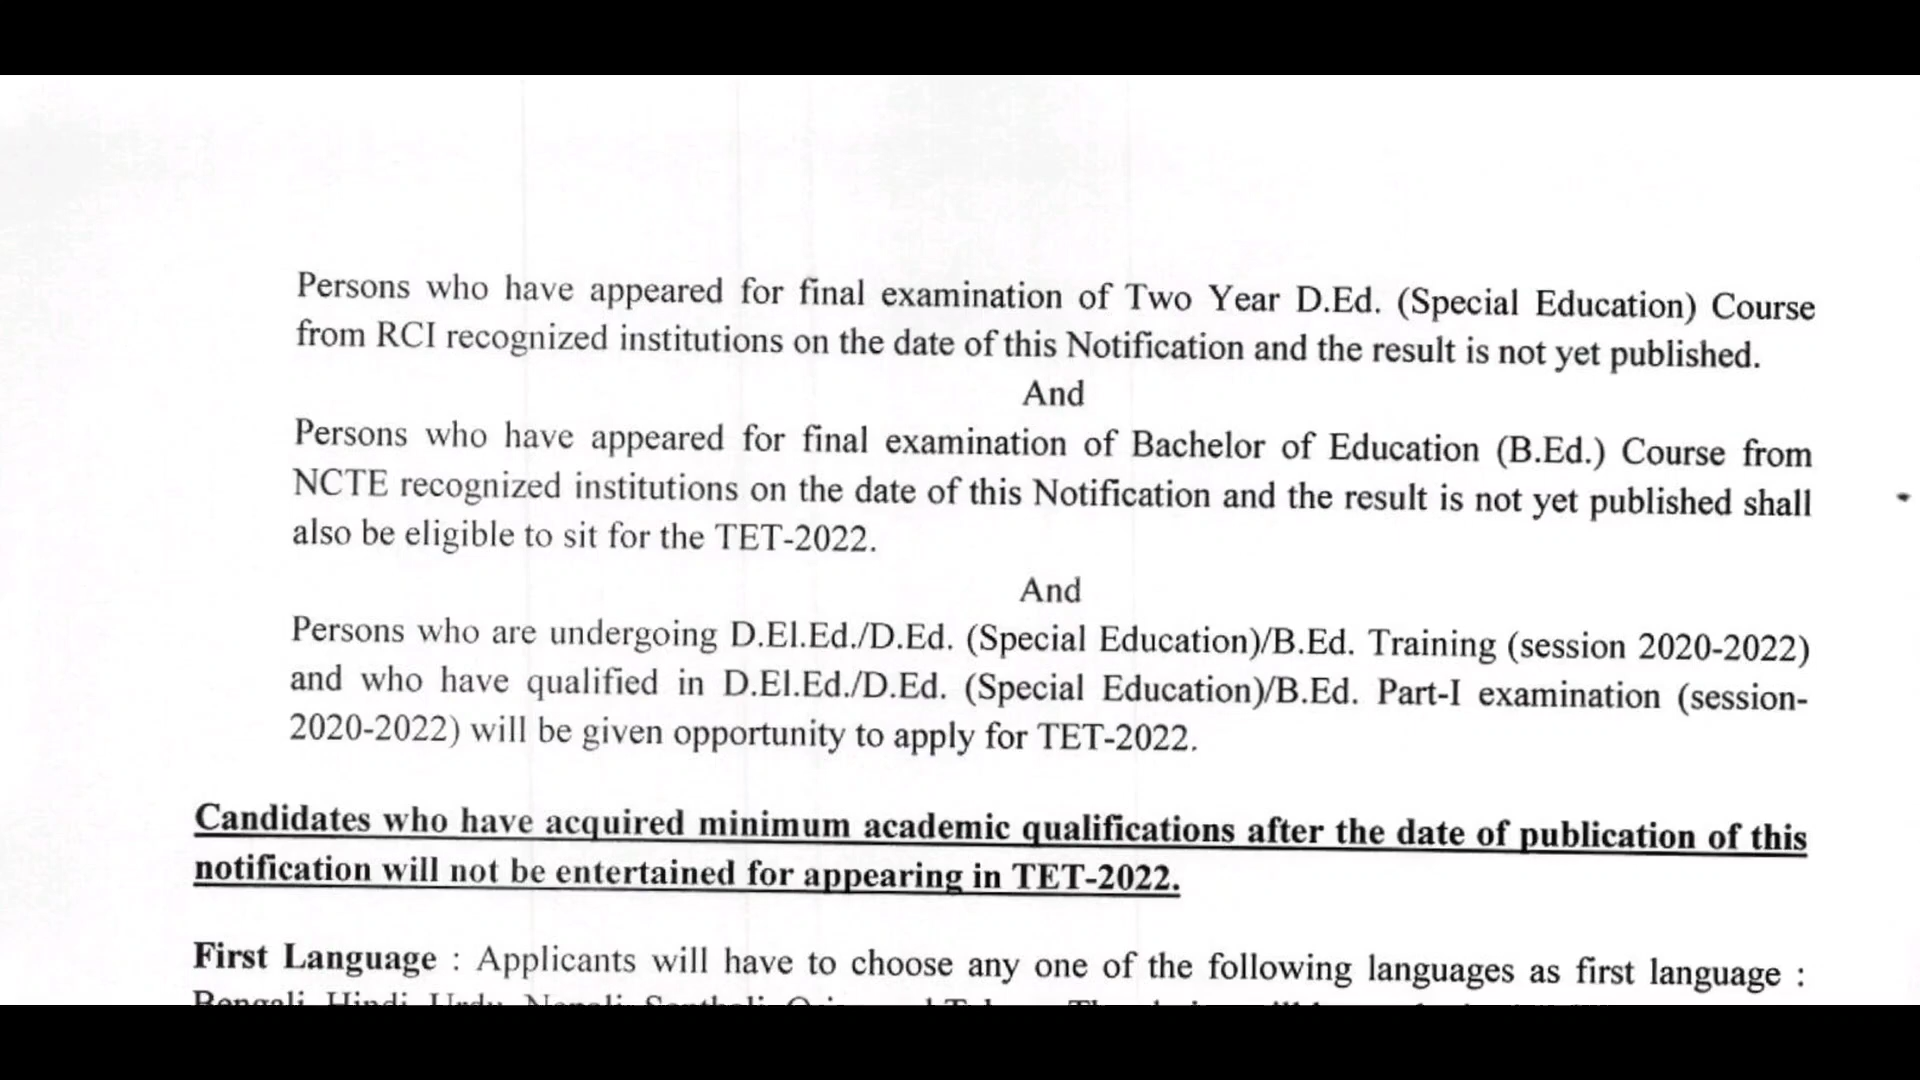 Persons who have appeared for final examination of Two Year D.Ed. (Special Education) Course
from RCI recognized institutions on the date of this Notification and the result is not yet published.
And
Persons who have appeared for final examination of Bachelor of Education (B.Ed.) Course from
NCTE recognized institutions on the date of this Notification and the result is not yet published shall
also be eligible to sit for the TET-2022.
And
Persons who are undergoing D.El.Ed./D.Ed. (Special Education)/B.Ed. Training (session 2020-2022)
and who have qualified in D.El.Ed./D.Ed. (Special Education)/B.Ed. Part-I examination (session-
2020-2022) will be given opportunity to apply for TET-2022.
Candidates who have acquired minimum academic qualifications after the date of publication of this
notification will not be entertained for appearing in TET-2022.
First Language : Applicants will have to choose any one of the following languages as first language :
Bengali, Hindi, Urdu, Nepali, Santhali,